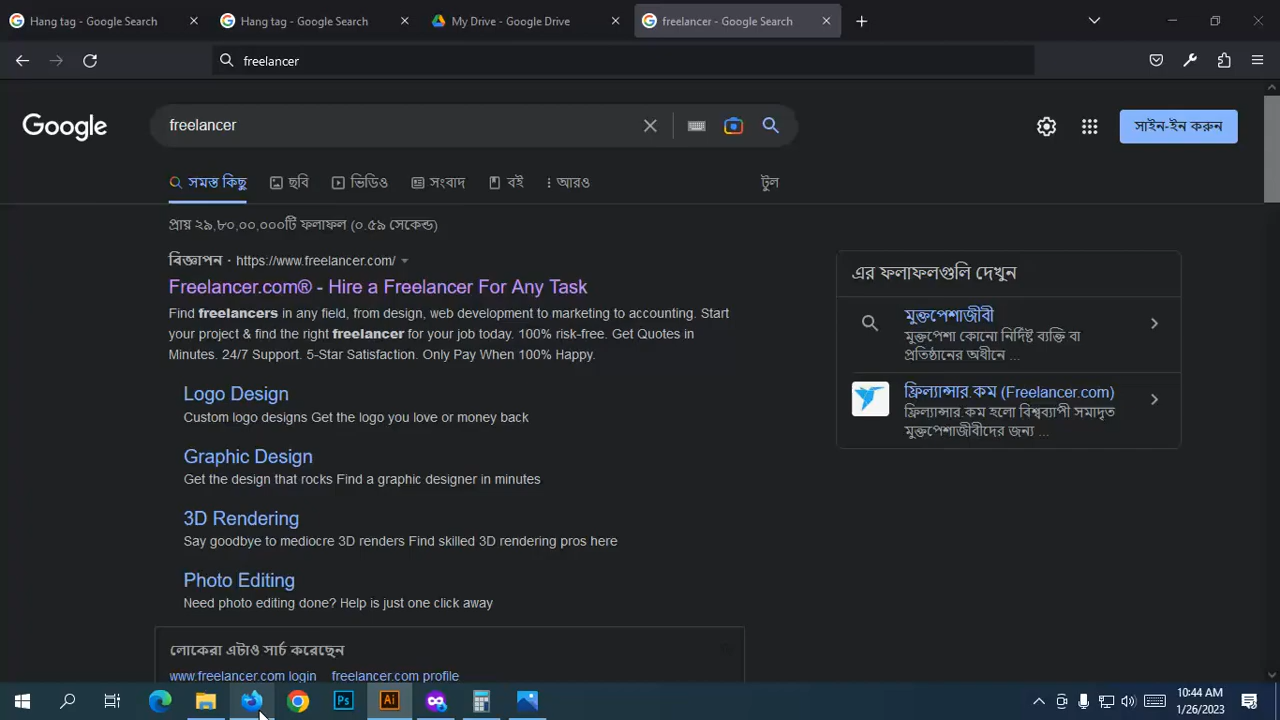 Hang tag - Google Search
Hang tag - Google Search
My Drive - Google Drive
freelancer - Google Search
freelancer
Google
freelancer
সাইন-ইন করুন
সমস্ত কিছু
ছবি
ভিডিও
সংবাদ
বই
আরও
টুল
প্রায় ২৯,৮০,০০,০০০টি ফলাফল (০.৫৯ সেকেন্ড)
বিজ্ঞাপন · https://www.freelancer.com/
Freelancer.com® - Hire a Freelancer For Any Task
Find freelancers in any field, from design, web development to marketing to accounting. Start
your project & find the right freelancer for your job today. 100% risk-free. Get Quotes in
Minutes. 24/7 Support. 5-Star Satisfaction. Only Pay When 100% Happy.
Logo Design
Custom logo designs Get the logo you love or money back
Graphic Design
Get the design that rocks Find a graphic designer in minutes
3D Rendering
Say goodbye to mediocre 3D renders Find skilled 3D rendering pros here
Photo Editing
Need photo editing done? Help is just one click away
লোকেরা এটাও সার্চ করেছেন
www.freelancer.com login
freelancer.com profile
এর ফলাফলগুলি দেখুন
মুক্তপেশাজীবী
মুক্তপেশা কোনো নির্দিষ্ট ব্যক্তি বা
প্রতিষ্ঠানের অধীনে ...
ফ্রিল্যান্সার.কম (Freelancer.com)
ফ্রিল্যান্সার.কম হলো বিশ্বব্যাপী সমাদৃত
মুক্তপেশাজীবীদের জন্য ...
Ps
Ai
10:44 AM
1/26/2023